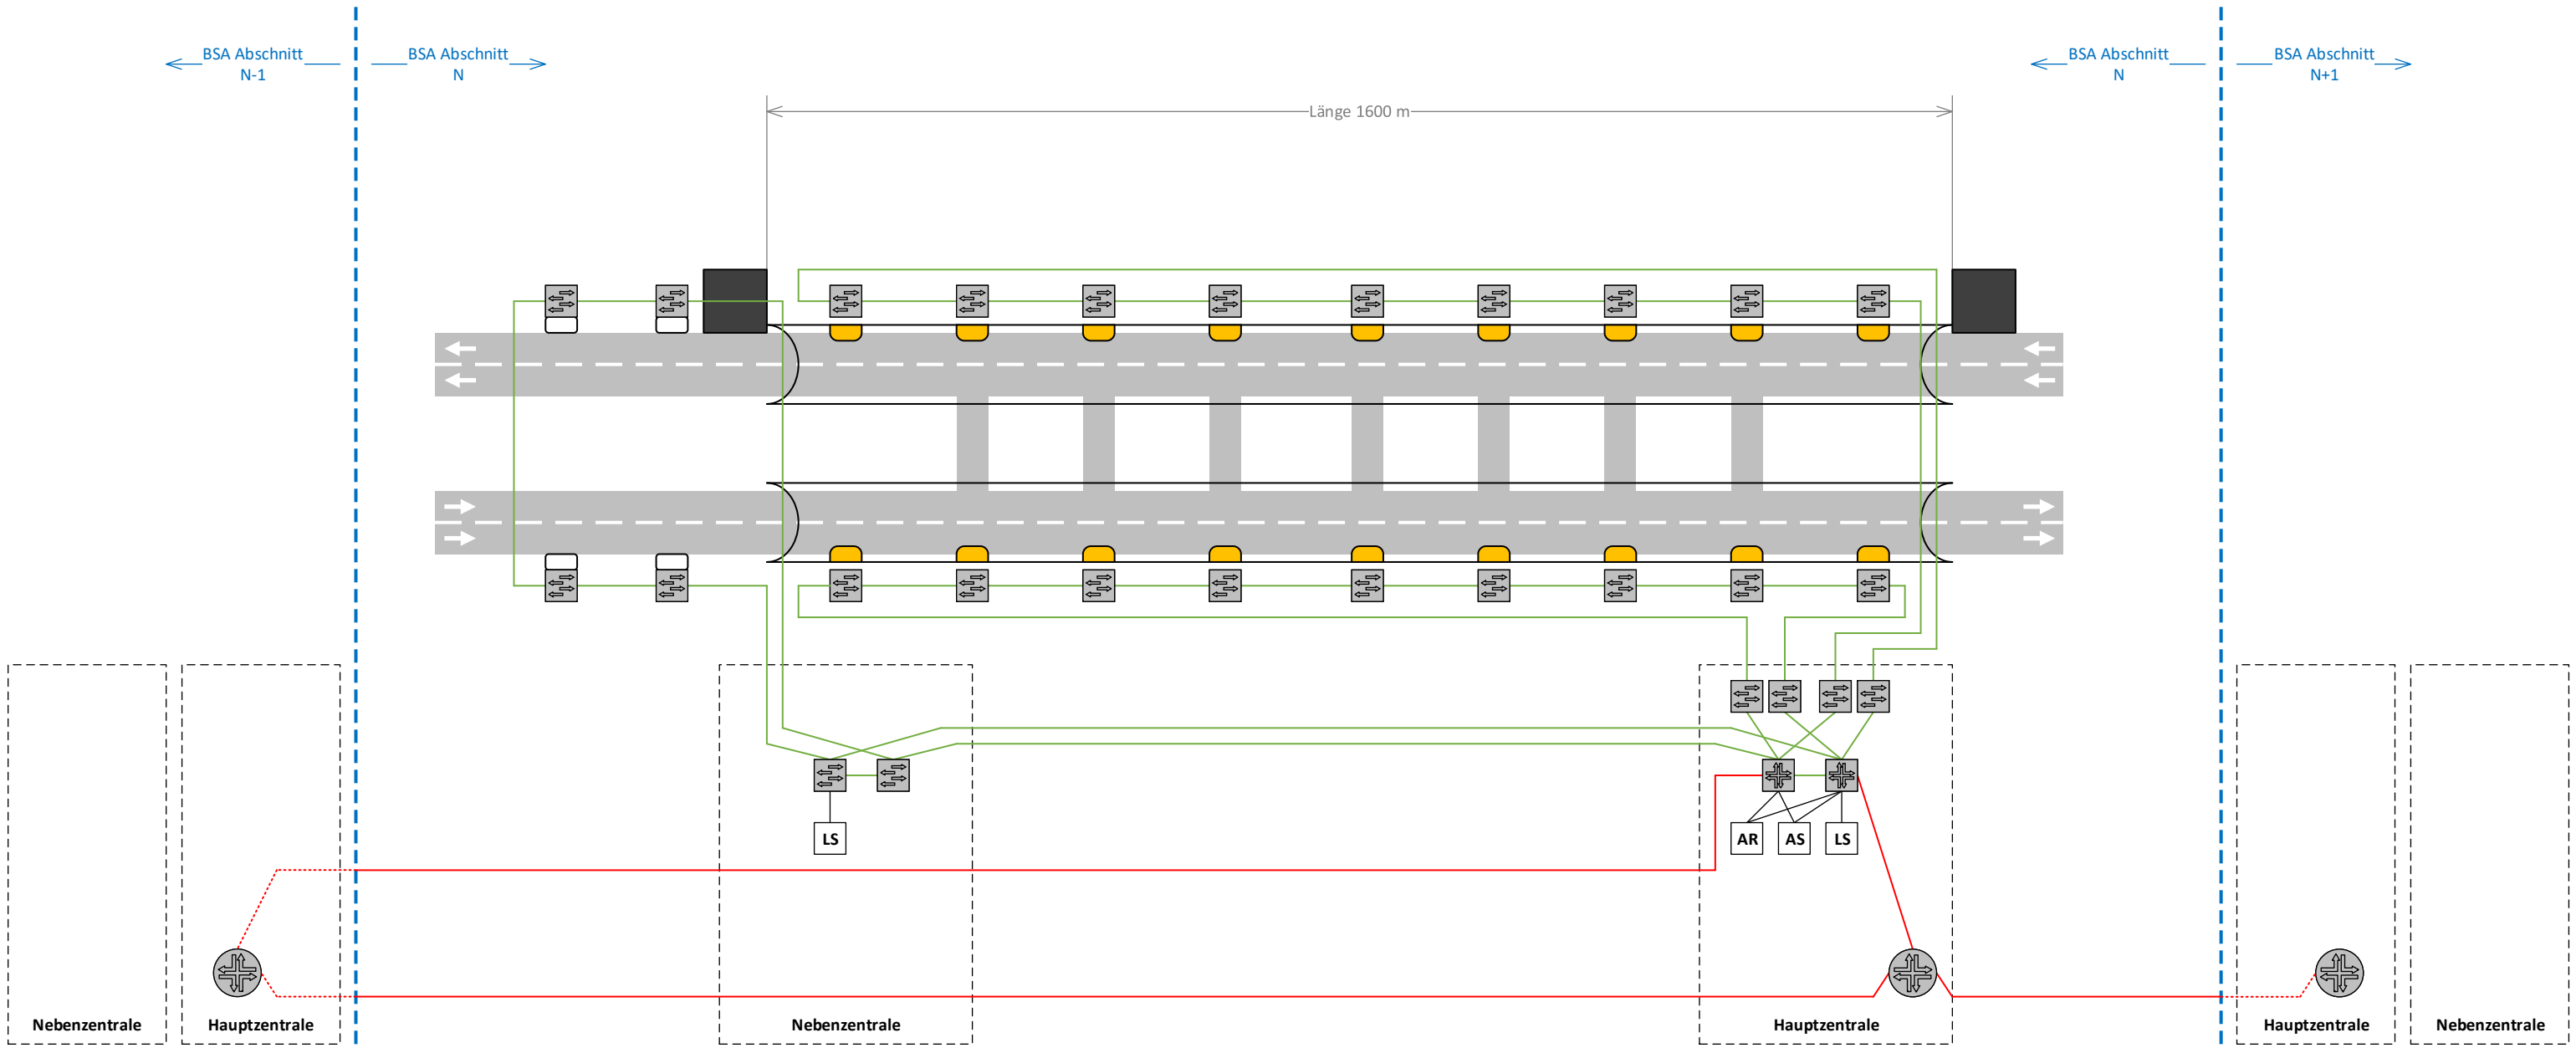 BSA Abschnitt
N-1
BSA Abschnitt
N
BSA Abschnitt
N
BSA Abschnitt
N+1
Länge 1600 m
LS
AR
AS
LS
Nebenzentrale
Hauptzentrale
Nebenzentrale
Hauptzentrale
Hauptzentrale
Nebenzentrale